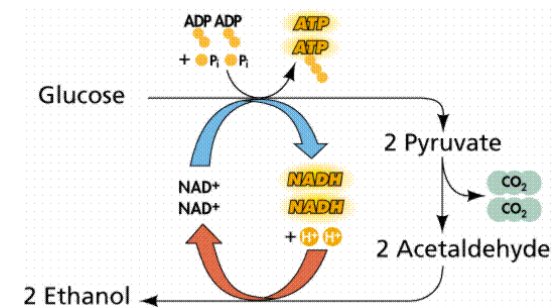 ADP ADP
+ Pi Pi
ATP
ATP
Glucose
2 Pyruvate
NAD+
NAD+
NADH
NADH
+ H+ H+
CO2
CO2
2 Acetaldehyde
2 Ethanol